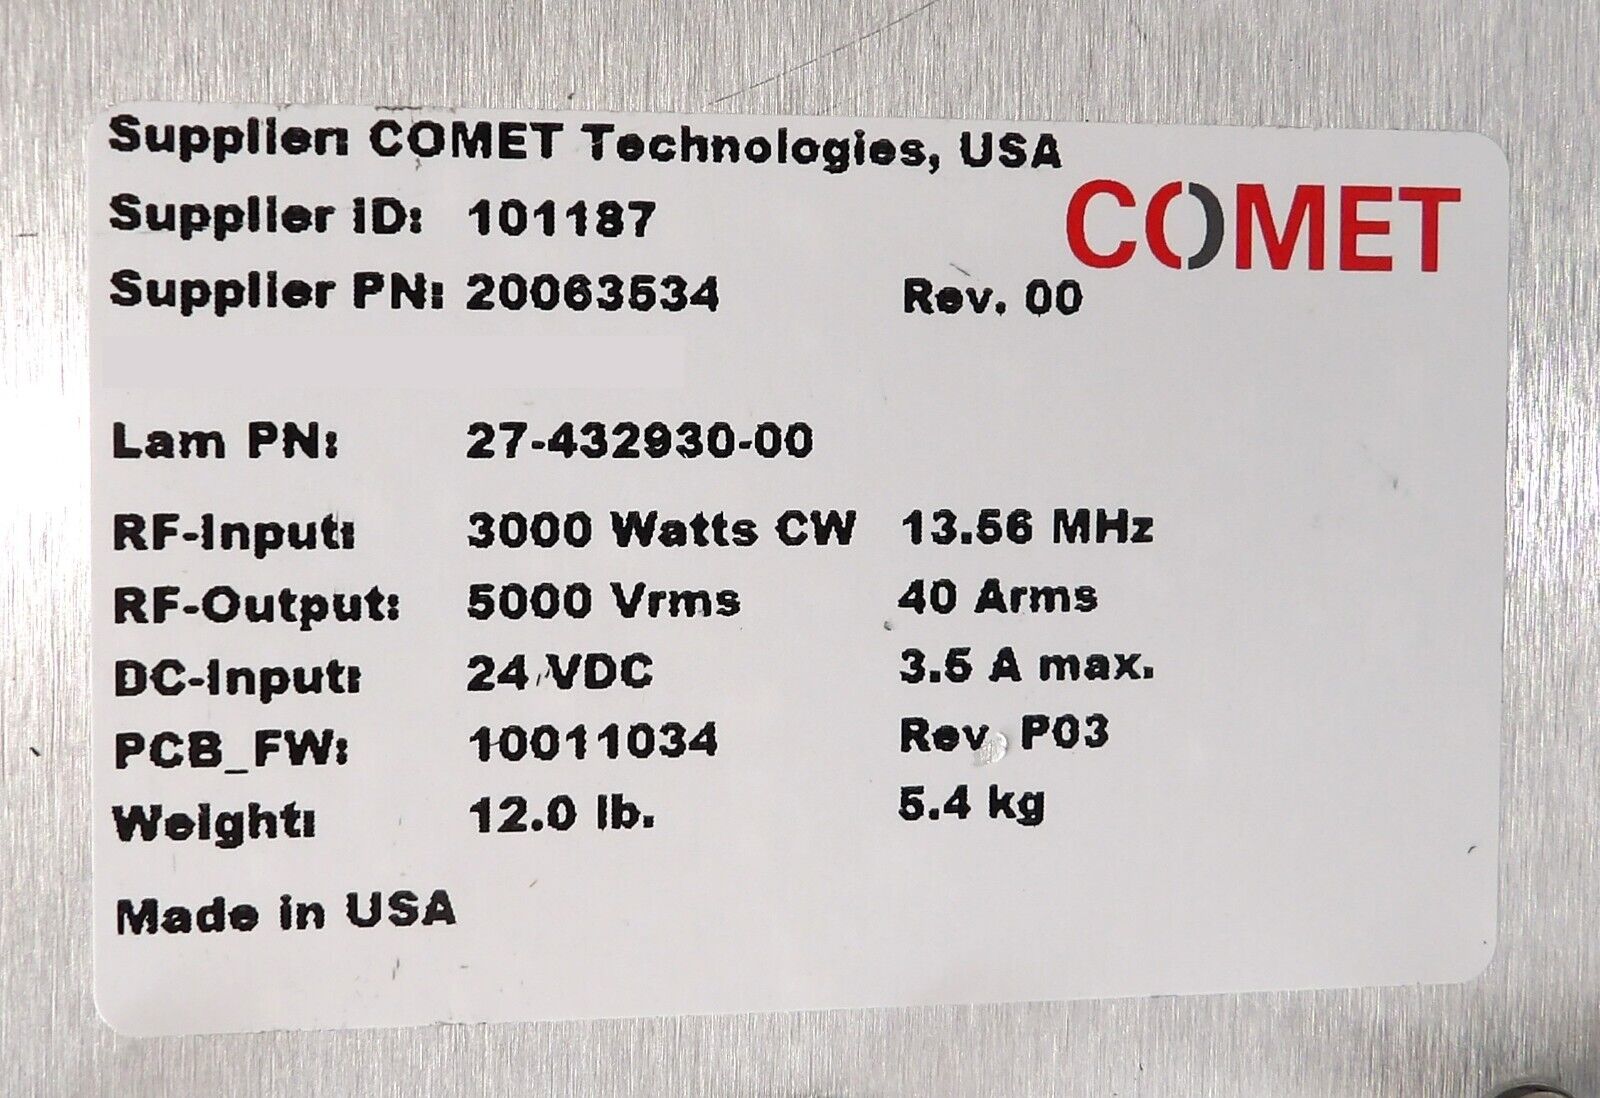 Supplier: COMET Technologies, USA
COMET
Supplier ID: 101187
Supplier PN: 20063534 Rev. 00
Lam PN: 27-432930-00
RF-Input: 3000 Watts CW 13.56 MHz
RF-Output: 5000 Vrms 40 Arms
DC-Input: 24 VDC 3.5 A max.
PCB_FW: 10011034 Rev. P03
Weight: 12.0 lb. 5.4 kg
Made in USA